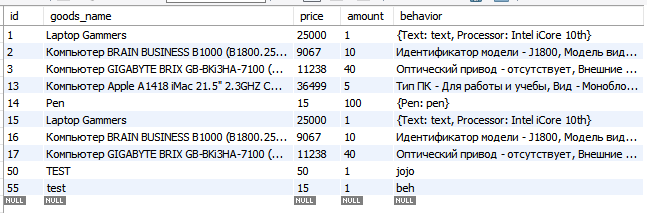 id goods_name price amount behavior
1 Laptop Gammers 25000 1 {Text: text, Processor: Intel iCore 10th}
2 Компьютер BRAIN BUSINESS B1000 (B1800.25... 9067 10 Идентификатор модели - J1800, Модель вид...
3 Компьютер GIGABYTE BRIX GB-BKi3HA-7100 (... 11238 40 Оптический привод - отсутствует, Внешние ...
13 Компьютер Apple A1418 iMac 21.5" 2.3GHZ C... 36499 5 Тип ПК - Для работы и учебы, Вид - Монобло...
14 Pen 15 100 {Pen: pen}
15 Laptop Gammers 25000 1 {Text: text, Processor: Intel iCore 10th}
16 Компьютер BRAIN BUSINESS B1000 (B1800.25... 9067 10 Идентификатор модели - J1800, Модель вид...
17 Компьютер GIGABYTE BRIX GB-BKi3HA-7100 (... 11238 40 Оптический привод - отсутствует, Внешние ...
50 TEST 50 1 jojo
55 test 15 1 beh
NULL NULL NULL NULL NULL